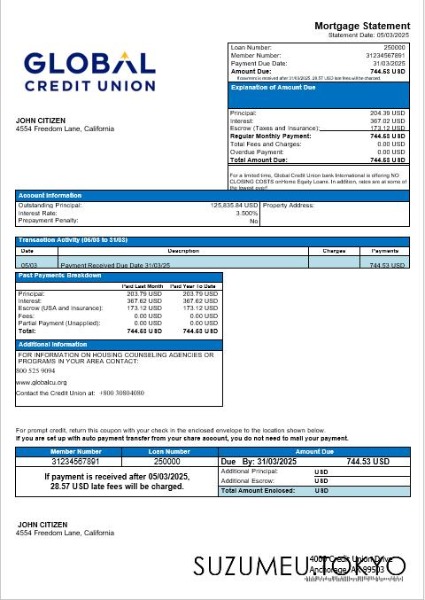 Mortgage Statement
Statement Date: 05/03/2025
GLOBAL
CREDIT UNION
Loan Number: 250000
Member Number: 31234567891
Payment Due Date: 31/03/2025
Amount Due: 744.53 USD
If payment is received after 31/03/2025, 28.57 USD late fees will be charged.
Explanation of Amount Due
JOHN CITIZEN
4554 Freedom Lane, California
Principal: 204.39 USD
Interest: 367.02 USD
Escrow (Taxes and Insurance): 173.12 USD
Regular Monthly Payment: 744.53 USD
Total Fees and Charges: 0.00 USD
Overdue Payment: 0.00 USD
Total Amount Due: 744.53 USD
For a limited year, Global Credit Union bank International is offering NO
CLOSING COSTS onHome Equity Loans. In addition, rates are at some of
the lowest ever!
Account Information
Outstanding Principal: 125,835.84 USD
Property Address:
Interest Rate: 3.500%
Prepayment Penalty: No
Transaction Activity (05/03 to 31/03)
Date Description Charges Payments
05/03 Payment Received Due Date 31/03/25 744.53 USD
Past Payments Breakdown
Paid Last Month Paid Year To Date
Principal: 203.79 USD 203.79 USD
Interest: 367.62 USD 367.62 USD
Escrow (USA and Insurance): 173.12 USD 173.12 USD
Fees: 0.00 USD 0.00 USD
Partial Payment (Unapplied): 0.00 USD 0.00 USD
Total: 744.53 USD 744.53 USD
Additional Information
FOR INFORMATION ON HOUSING COUNSELING AGENCIES OR
PROGRAMS IN YOUR AREA CONTACT:
800 525 9094
www.globalcu.org
Contact the Credit Union at:
For prompt credit, return this coupon with your check in the enclosed envelope to the location shown below.
If you are set up with auto payment transfer from your share account, you do not need to mail your payment.
Member Number Loan Number Amount Due
31234567891 250000 Due By: 31/03/2025 744.53 USD
If payment is received after 05/03/2025,
28.57 USD late fees will be charged.
Additional Principal: USD
Additional Escrow: USD
Total Amount Enclosed: USD
JOHN CITIZEN
4554 Freedom Lane, California
4000 Credit Union Drive
Anchorage, AK 99503
SUZUMEU.TOKYO